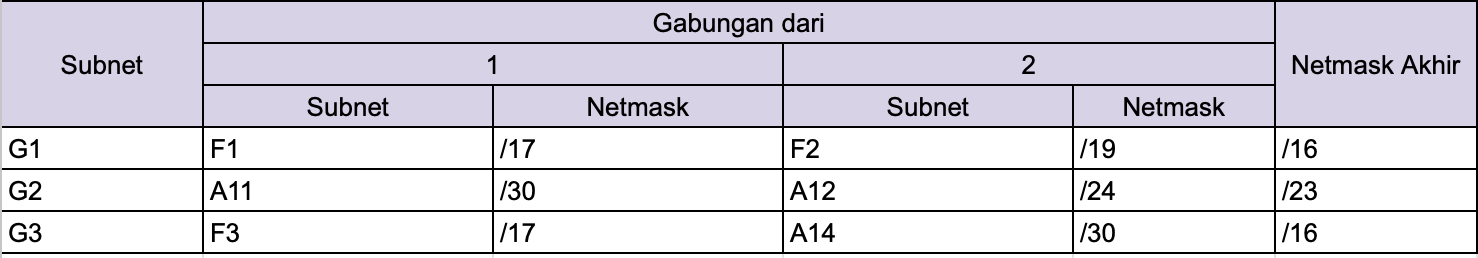 Gabungan dari
Subnet 1 2 Netmask Akhir
Subnet Netmask Subnet Netmask
G1 F1 /17 F2 /19 /16
G2 A11 /30 A12 /24 /23
G3 F3 /17 A14 /30 /16